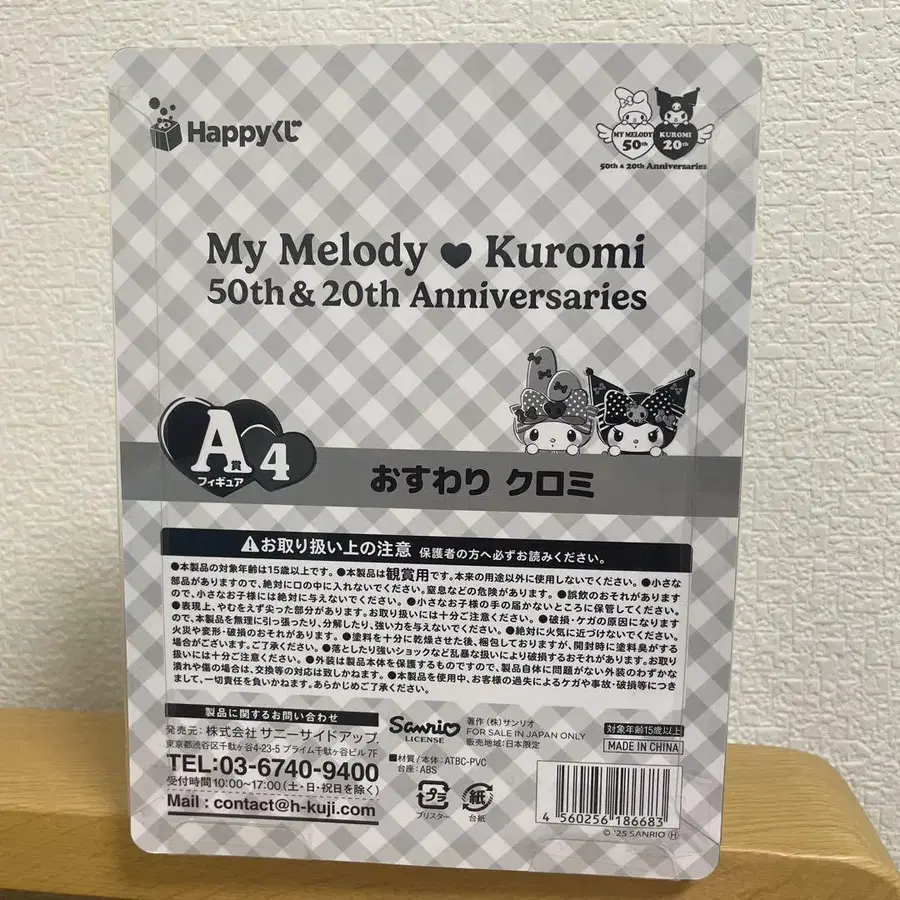 Happyくじ
MY MELODY 50th
KUROMI 20th
50th & 20th Anniversaries
My Melody ♥ Kuromi
50th & 20th Anniversaries
A賞 4
フィギュア
おすわり クロミ
⚠お取り扱い上の注意 保護者の方へ必ずお読みください。
●本製品の対象年齢は15歳以上です。●本製品は観賞用です。本来の用途以外に使用しないでください。●小さな
部品がありますので、絶対に口の中に入れないでください。窒息などの危険があります。●誤飲のおそれがあります
ので、小さなお子様には絶対に与えないでください。●小さなお子様の手の届かないところに保管してください。
●表現上、やむをえず尖った部分があります。お取り扱いには十分ご注意ください。●破損・ケガの原因になります
ので、本製品を無理に引っ張ったり、分解したり、強い力を与えないでください。●絶対に火気に近づけないでください。
火災や変形・破損のおそれがあります。●塗料を十分に乾燥させた後、梱包しておりますが、開封時に塗料臭がする
場合がございます。ご了承ください。●落としたり強いショックなど乱暴な扱いにより破損するおそれがあります。お取り
扱いには十分ご注意ください。●外装は製品本体を保護するものですので、製品自体に問題がない外装のわずかな
潰れや傷の場合は、交換等の対応は致しかねます。●本製品を使用中、お客様の過失によるケガや事故・破損等につき
まして、一切責任を負いかねます。あらかじめご了承ください。
製品に関するお問い合わせ
発売元：株式会社 サニーサイドアップ
東京都渋谷区千駄ヶ谷4-23-5 プライム千駄ヶ谷ビル 7F
TEL:03-6740-9400
受付時間10:00〜17:00（土・日・祝日を除く）
Mail : contact@h-kuji.com
Sanrio
LICENSE
著作（株）サンリオ
FOR SALE IN JAPAN ONLY
販売地域：日本限定
■材質／本体：ATBC-PVC
台座：ABS
プラ
ブリスター
紙
台紙
対象年齢15歳以上
MADE IN CHINA
4 560256 186683
© '25 SANRIO Ⓗ